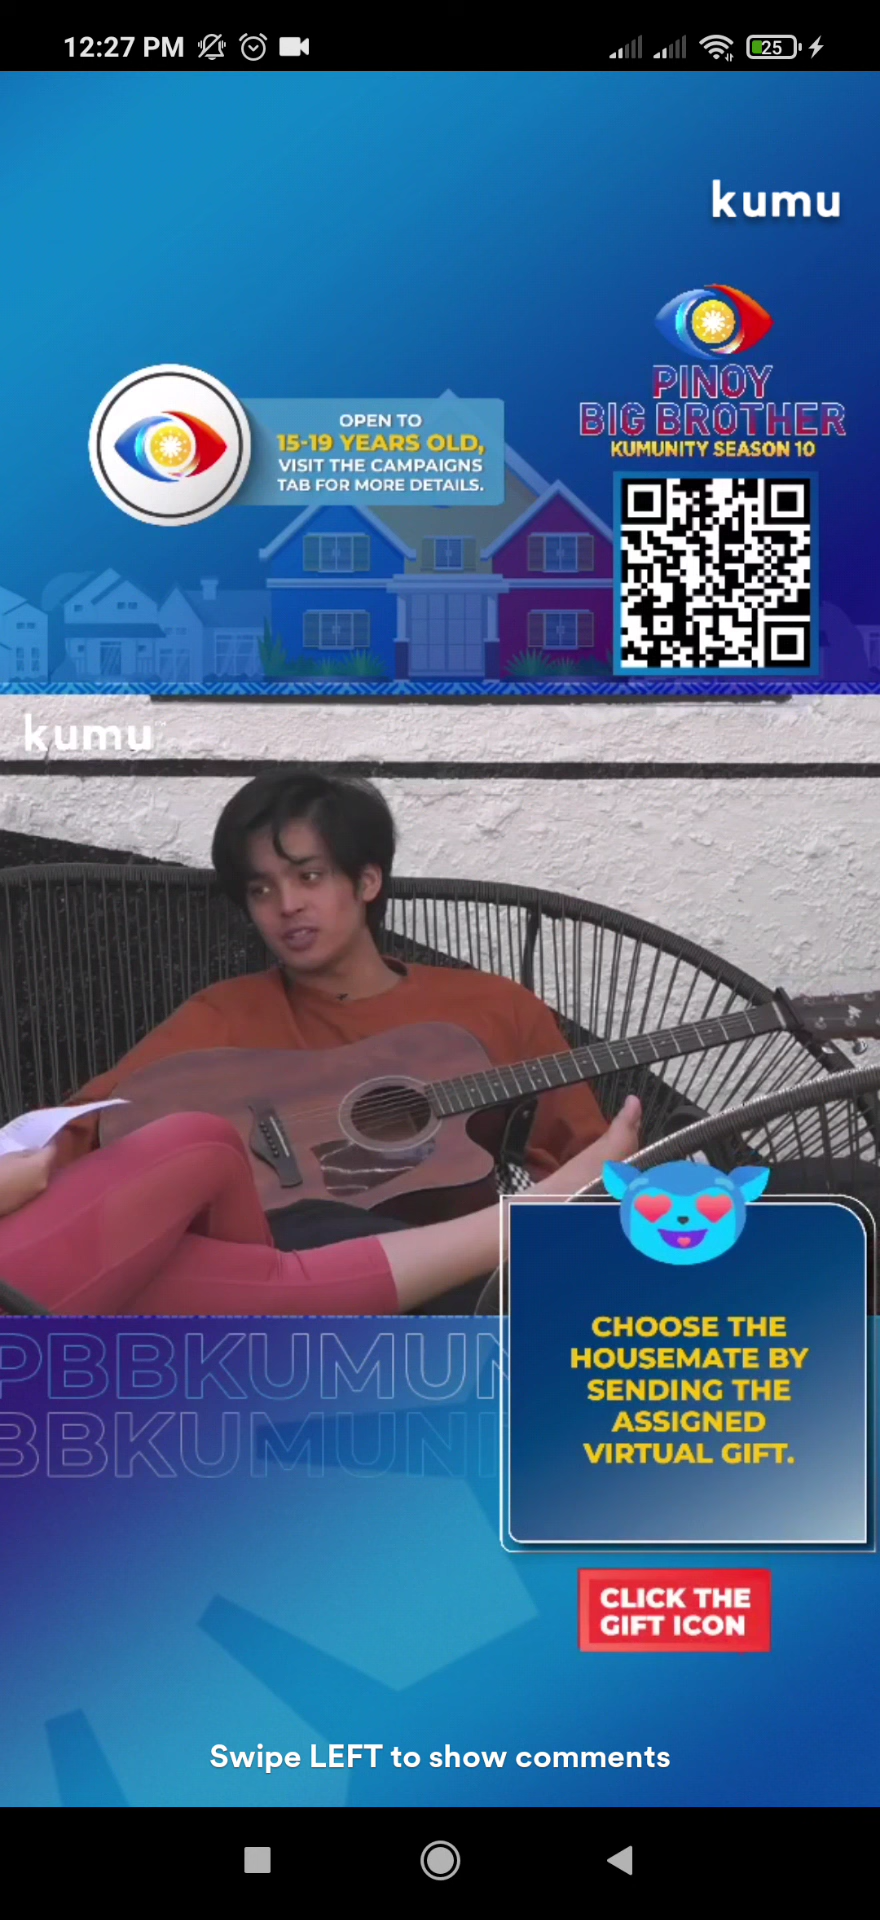 12:27 PM
25
kumu
PINOY
BIG BROTHER
KUMUNITY SEASON 10
OPEN TO
15-19 YEARS OLD,
VISIT THE CAMPAIGNS
TAB FOR MORE DETAILS.
kumu
CHOOSE THE
HOUSEMATE BY
SENDING THE
ASSIGNED
VIRTUAL GIFT.
PBBKUMUN
BBKUMUNI
CLICK THE
GIFT ICON
Swipe LEFT to show comments